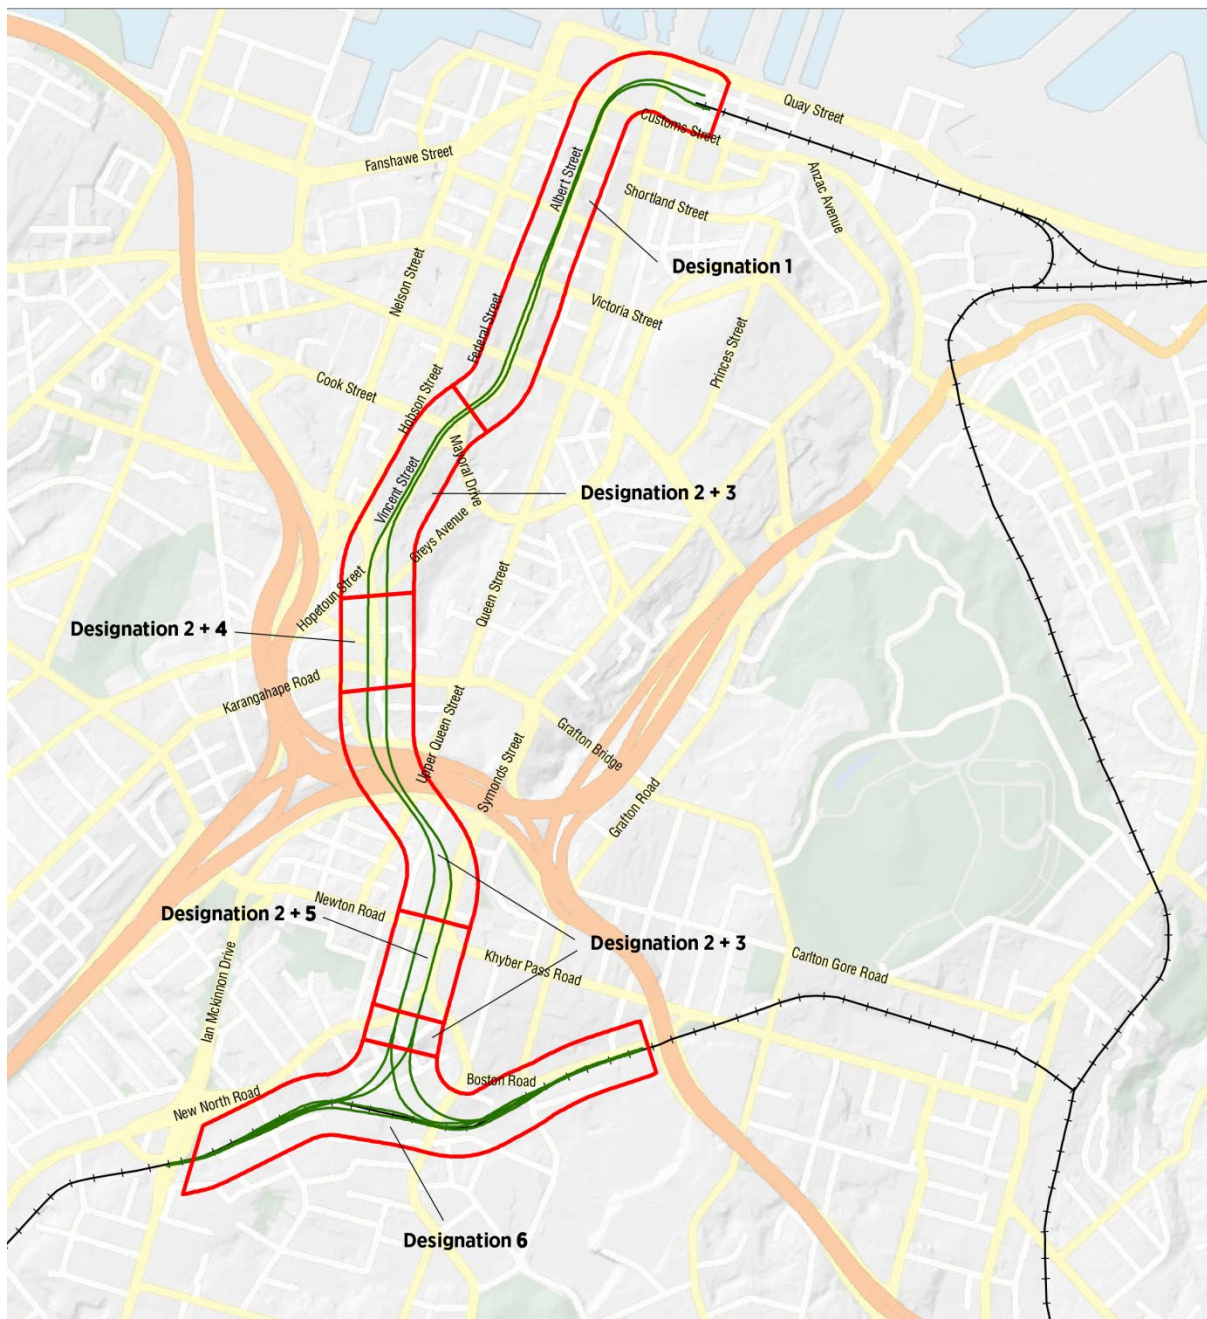 Quay Street
Customs Street
Fanshawe Street
Albert Street
Anzac Avenue
Shortland Street
Designation 1
Nelson Street
Victoria Street
Federal Street
Princes Street
Cook Street
Hobson Street
Mayoral Drive
Vincent Street
Designation 2 + 3
Greys Avenue
Hopetoun Street
Queen Street
Designation 2 + 4
Karangahape Road
Upper Queen Street
Grafton Bridge
Symonds Street
Grafton Road
Newton Road
Designation 2 + 5
Designation 2 + 3
Khyber Pass Road
Carlton Gore Road
Ian Mckinnon Drive
Boston Road
New North Road
Designation 6